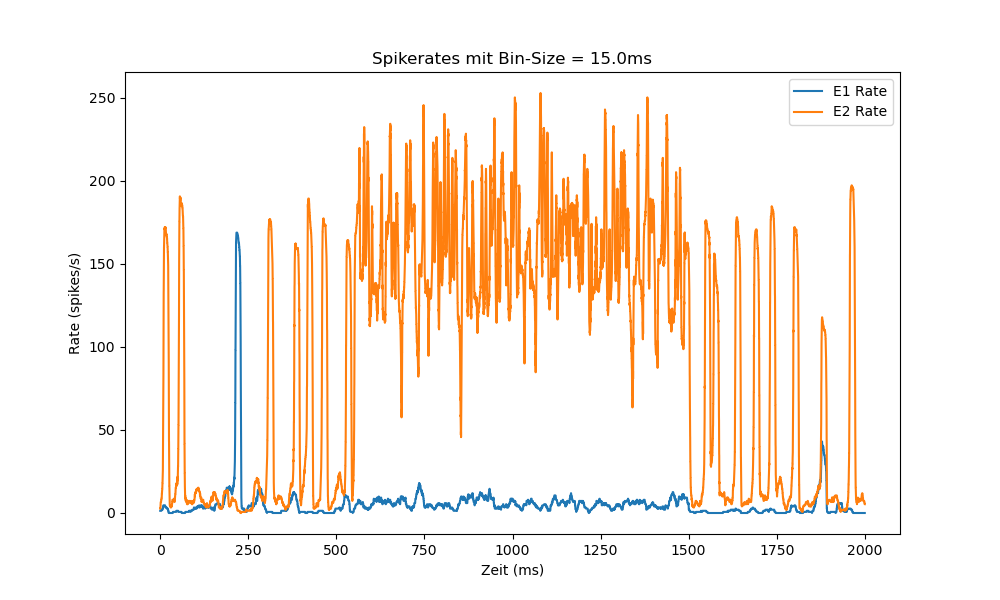 Spikerates mit Bin-Size = 15.0ms
E1 Rate
E2 Rate
Rate (spikes/s)
250
200
150
100
50
0
0 250 500 750 1000 1250 1500 1750 2000
Zeit (ms)